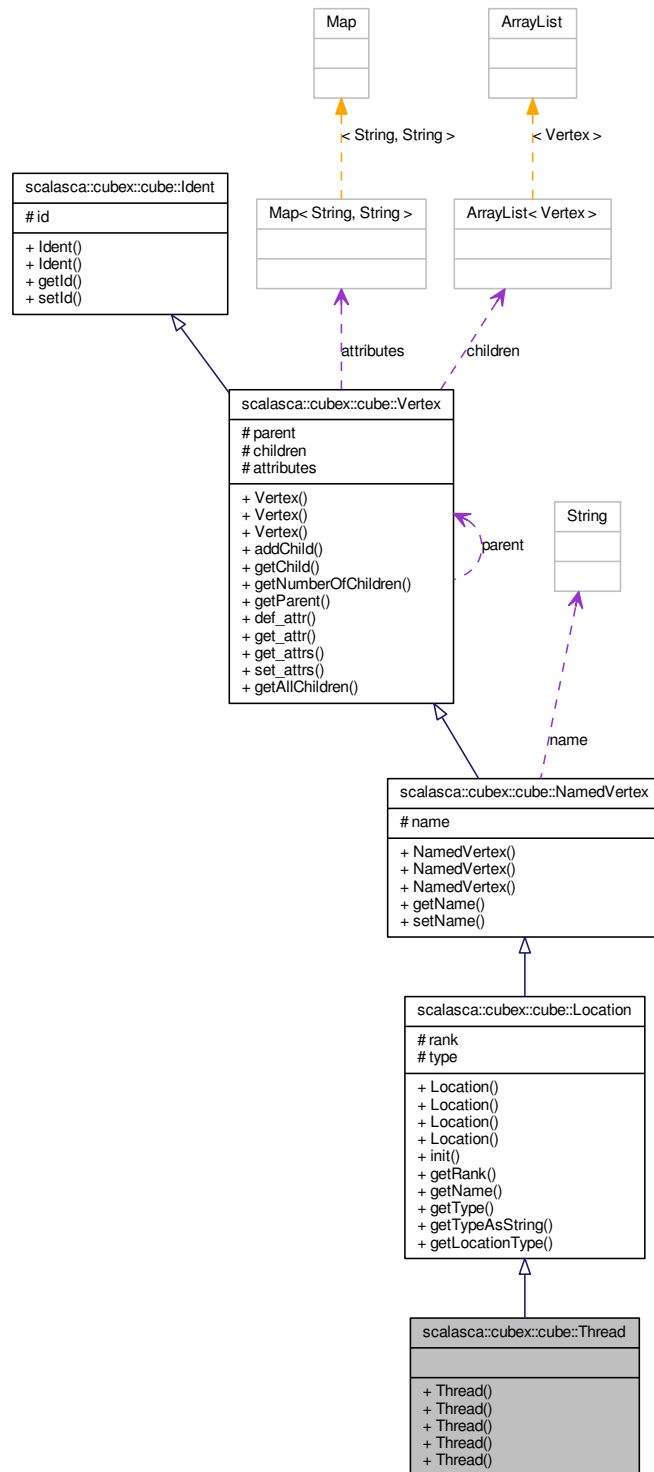 Map
ArrayList
< String, String >
< Vertex >
scalasca::cubex::cube::Ident
# id
+ Ident()
+ Ident()
+ getId()
+ setId()
Map< String, String >
ArrayList< Vertex >
attributes
children
scalasca::cubex::cube::Vertex
# parent
# children
# attributes
+ Vertex()
+ Vertex()
+ Vertex()
+ addChild()
+ getChild()
+ getNumberOfChildren()
+ getParent()
+ def_attr()
+ get_attr()
+ get_attrs()
+ set_attrs()
+ getAllChildren()
parent
String
name
scalasca::cubex::cube::NamedVertex
# name
+ NamedVertex()
+ NamedVertex()
+ NamedVertex()
+ getName()
+ setName()
scalasca::cubex::cube::Location
# rank
# type
+ Location()
+ Location()
+ Location()
+ Location()
+ init()
+ getRank()
+ getName()
+ getType()
+ getTypeAsString()
+ getLocationType()
scalasca::cubex::cube::Thread
+ Thread()
+ Thread()
+ Thread()
+ Thread()
+ Thread()